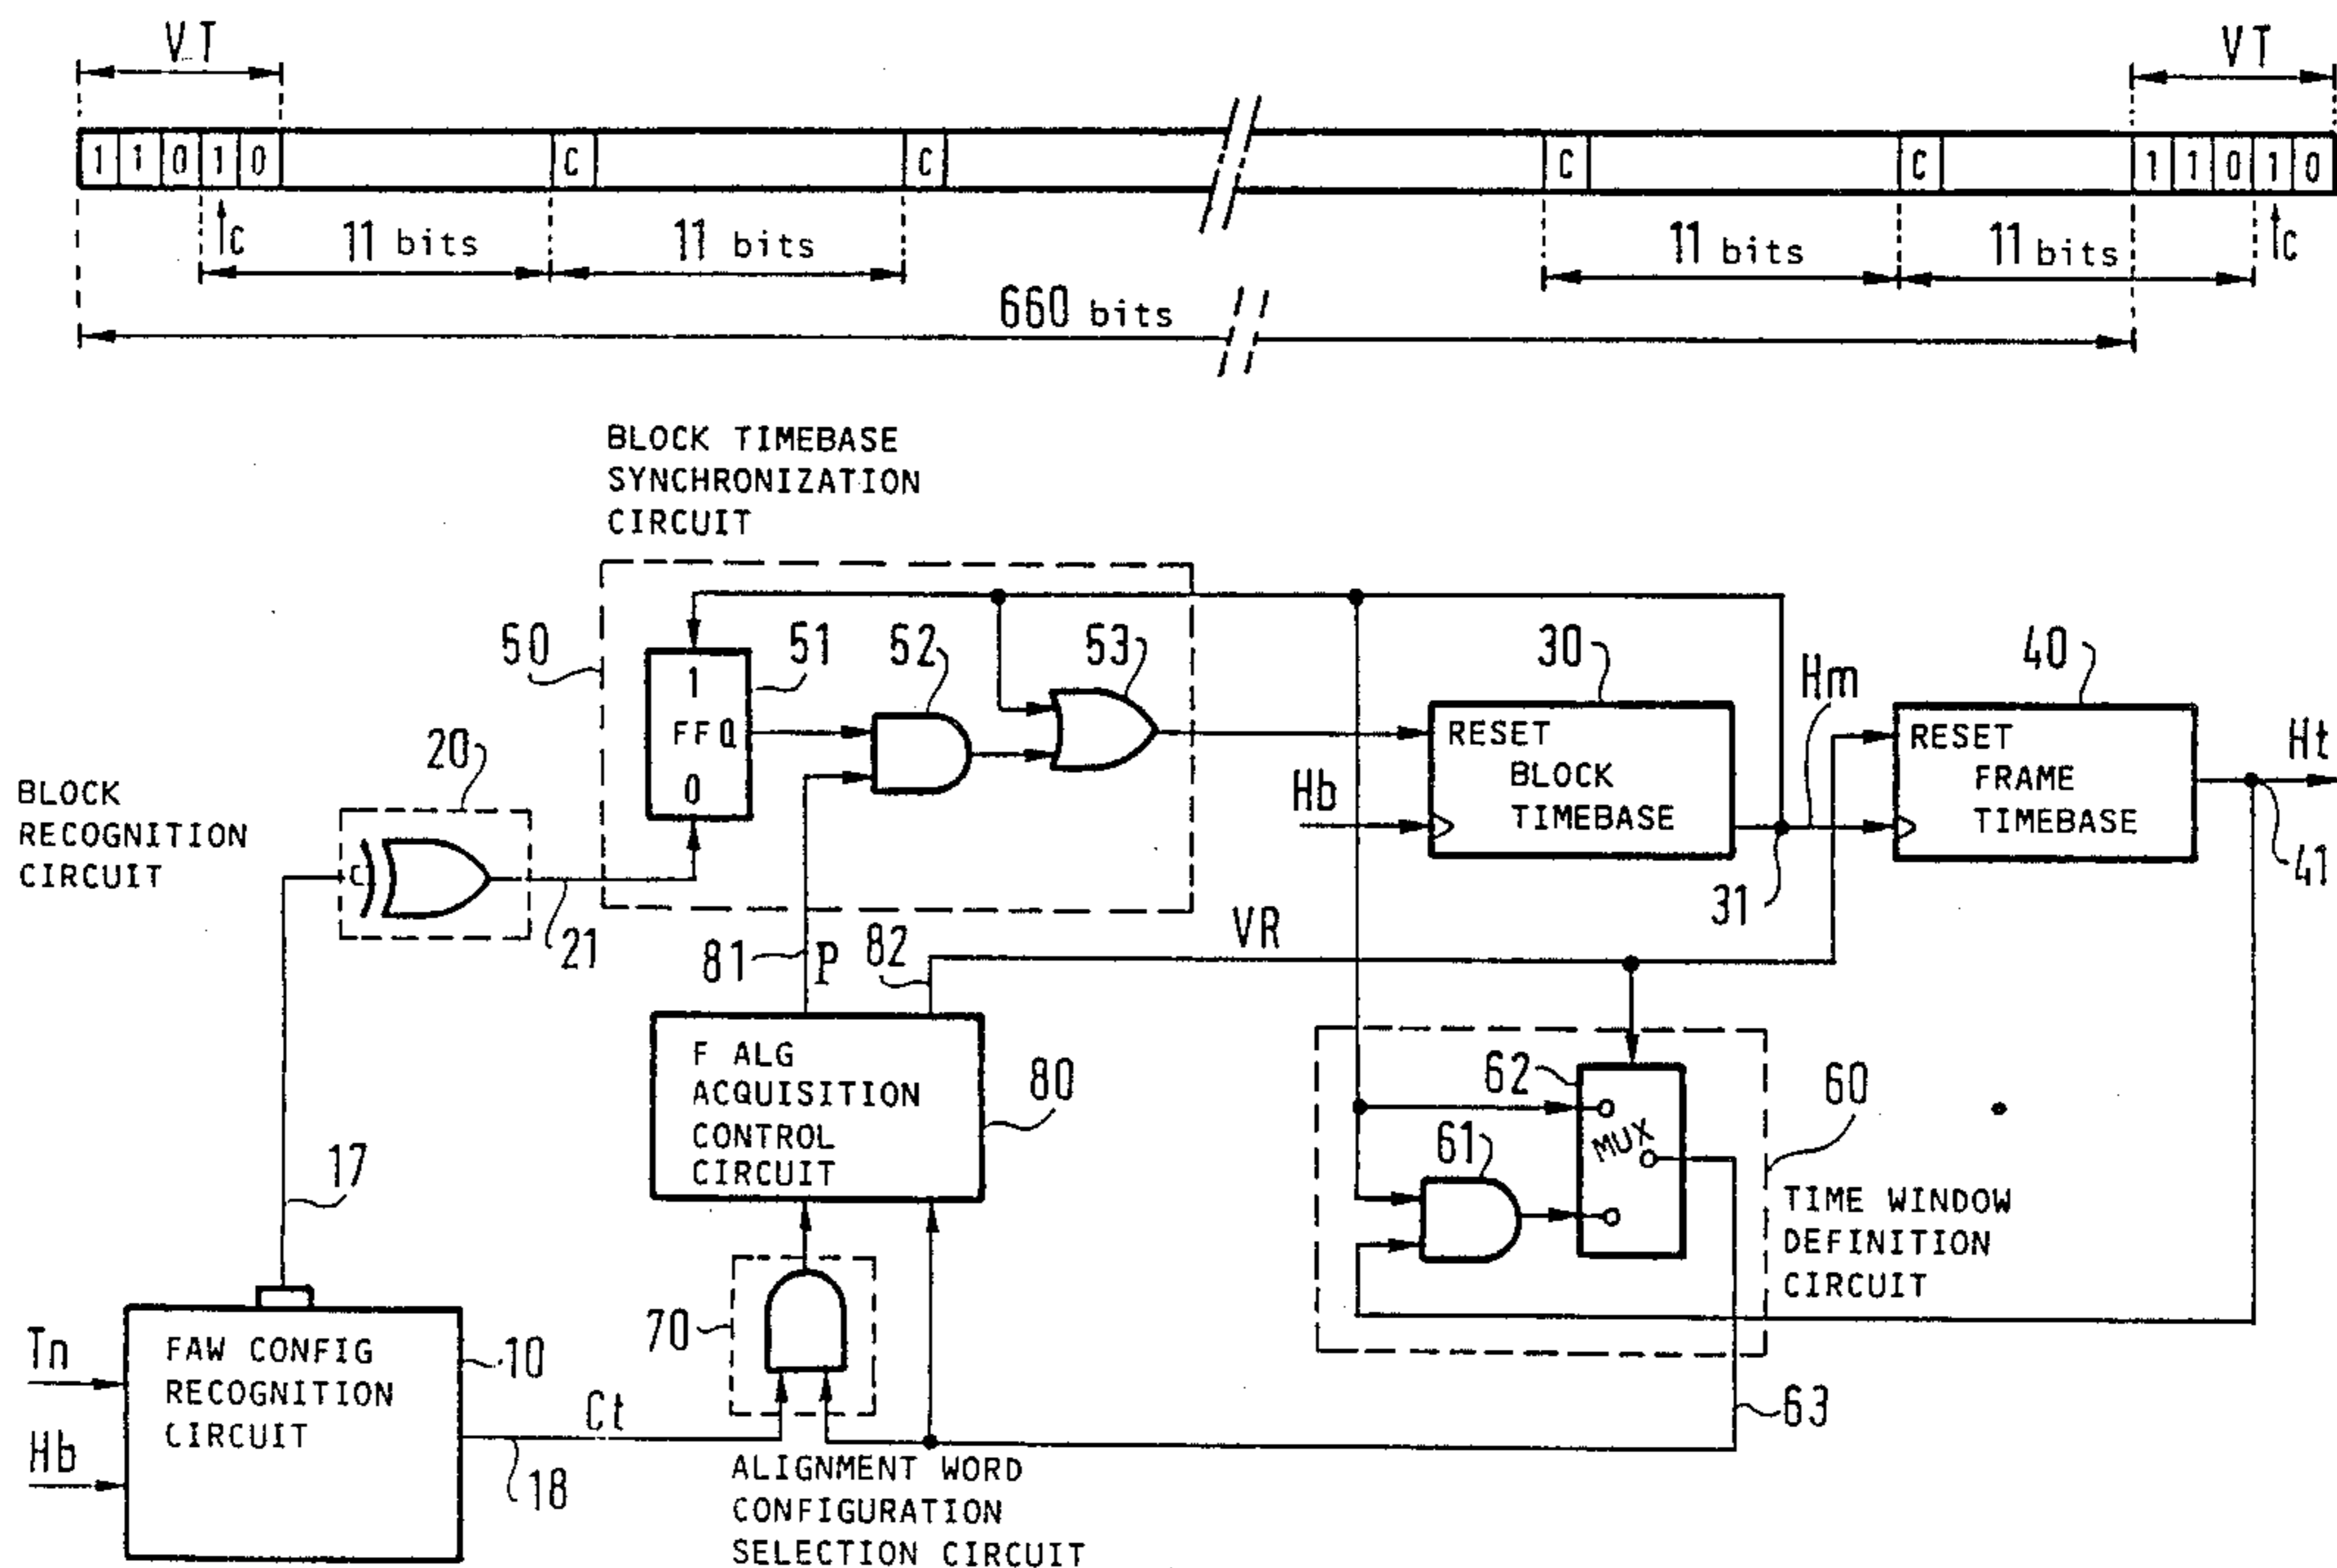 VT
VT
1 1 0 1 0
C
C
C
C
1 1 0 1 0
C
11 bits
11 bits
11 bits
11 bits
C
660 bits
BLOCK TIMEBASE
SYNCHRONIZATION
CIRCUIT
50
1
FF Q
0
51
52
53
30
Hm
40
Ht
RESET
BLOCK
TIMEBASE
RESET
FRAME
TIMEBASE
Hb
31
41
BLOCK
RECOGNITION
CIRCUIT
20
21
81
P
82
VR
F ALG
ACQUISITION
CONTROL
CIRCUIT
80
62
MUX
61
60
TIME WINDOW
DEFINITION
CIRCUIT
17
70
Tn
Hb
FAW CONFIG
RECOGNITION
CIRCUIT
10
Ct
18
63
ALIGNMENT WORD
CONFIGURATION
SELECTION CIRCUIT